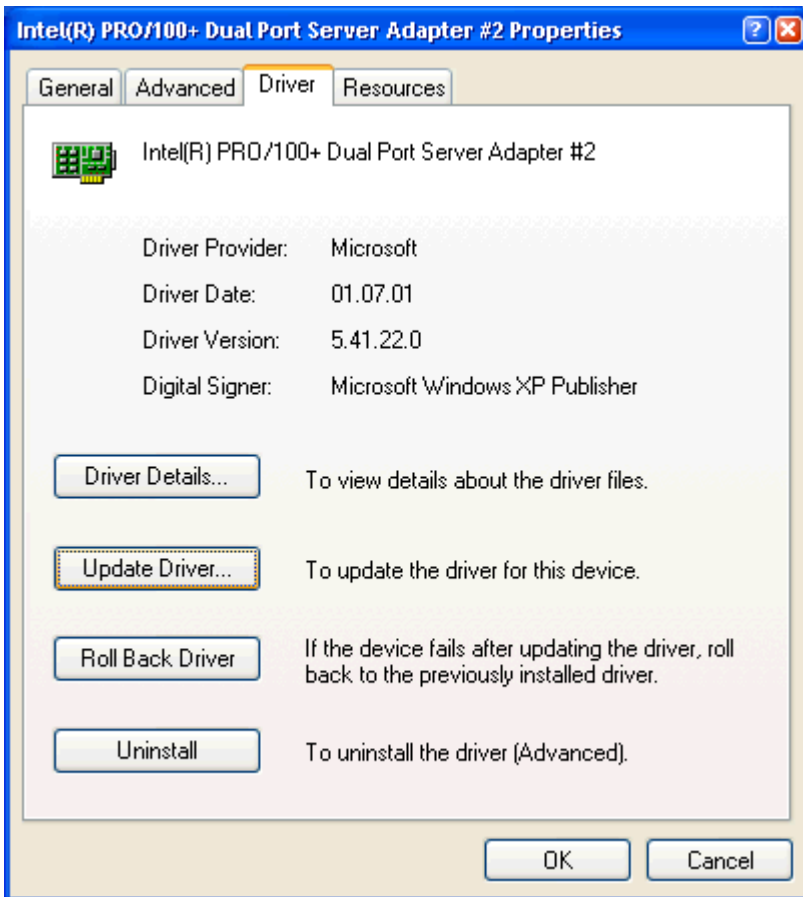 Intel(R) PRO/100+ Dual Port Server Adapter #2 Properties
General Advanced Driver Resources
Intel(R) PRO/100+ Dual Port Server Adapter #2
Driver Provider: Microsoft
Driver Date: 01.07.01
Driver Version: 5.41.22.0
Digital Signer: Microsoft Windows XP Publisher
Driver Details... To view details about the driver files.
Update Driver... To update the driver for this device.
Roll Back Driver If the device fails after updating the driver, roll
back to the previously installed driver.
Uninstall To uninstall the driver (Advanced).
OK Cancel